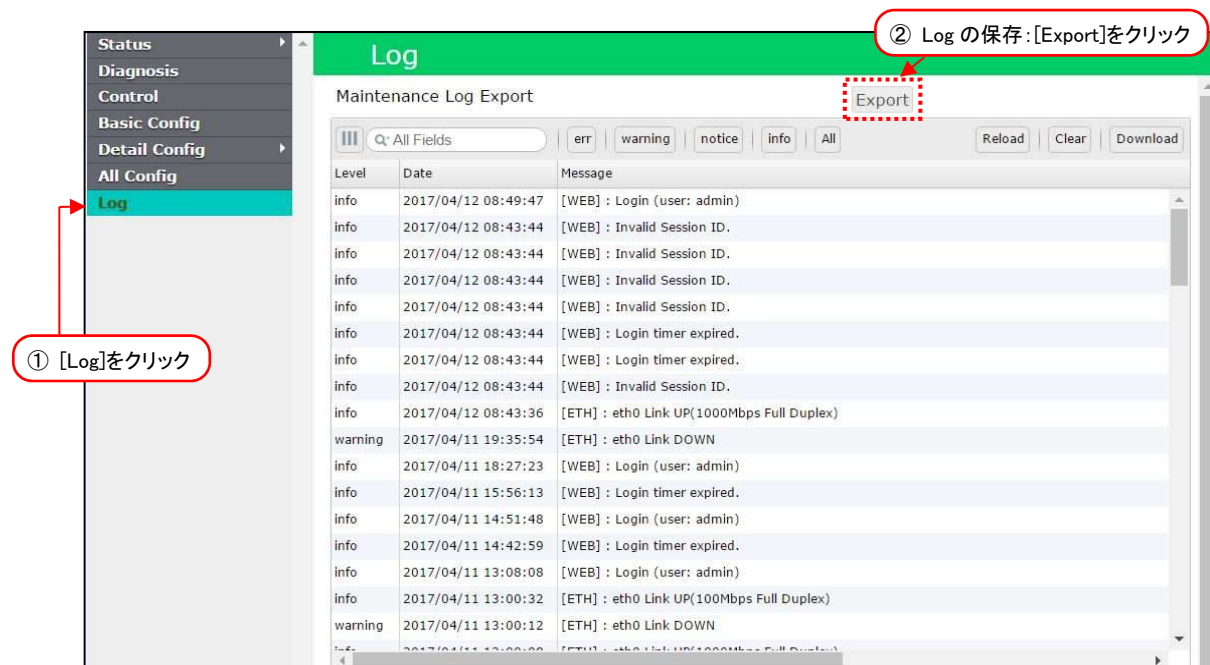 ② Log の保存:[Export]をクリック
Status
Diagnosis
Control
Basic Config
Detail Config
All Config
Log
① [Log]をクリック
Log
Maintenance Log Export
Export
All Fields
err
warning
notice
info
All
Reload
Clear
Download
Level Date Message
info 2017/04/12 08:49:47 [WEB] : Login (user: admin)
info 2017/04/12 08:43:44 [WEB] : Invalid Session ID.
info 2017/04/12 08:43:44 [WEB] : Invalid Session ID.
info 2017/04/12 08:43:44 [WEB] : Invalid Session ID.
info 2017/04/12 08:43:44 [WEB] : Invalid Session ID.
info 2017/04/12 08:43:44 [WEB] : Login timer expired.
info 2017/04/12 08:43:44 [WEB] : Login timer expired.
info 2017/04/12 08:43:44 [WEB] : Invalid Session ID.
info 2017/04/12 08:43:36 [ETH] : eth0 Link UP(1000Mbps Full Duplex)
warning 2017/04/11 19:35:54 [ETH] : eth0 Link DOWN
info 2017/04/11 18:27:23 [WEB] : Login (user: admin)
info 2017/04/11 15:56:13 [WEB] : Login timer expired.
info 2017/04/11 14:51:48 [WEB] : Login (user: admin)
info 2017/04/11 14:42:59 [WEB] : Login timer expired.
info 2017/04/11 13:08:08 [WEB] : Login (user: admin)
info 2017/04/11 13:00:32 [ETH] : eth0 Link UP(100Mbps Full Duplex)
warning 2017/04/11 13:00:12 [ETH] : eth0 Link DOWN